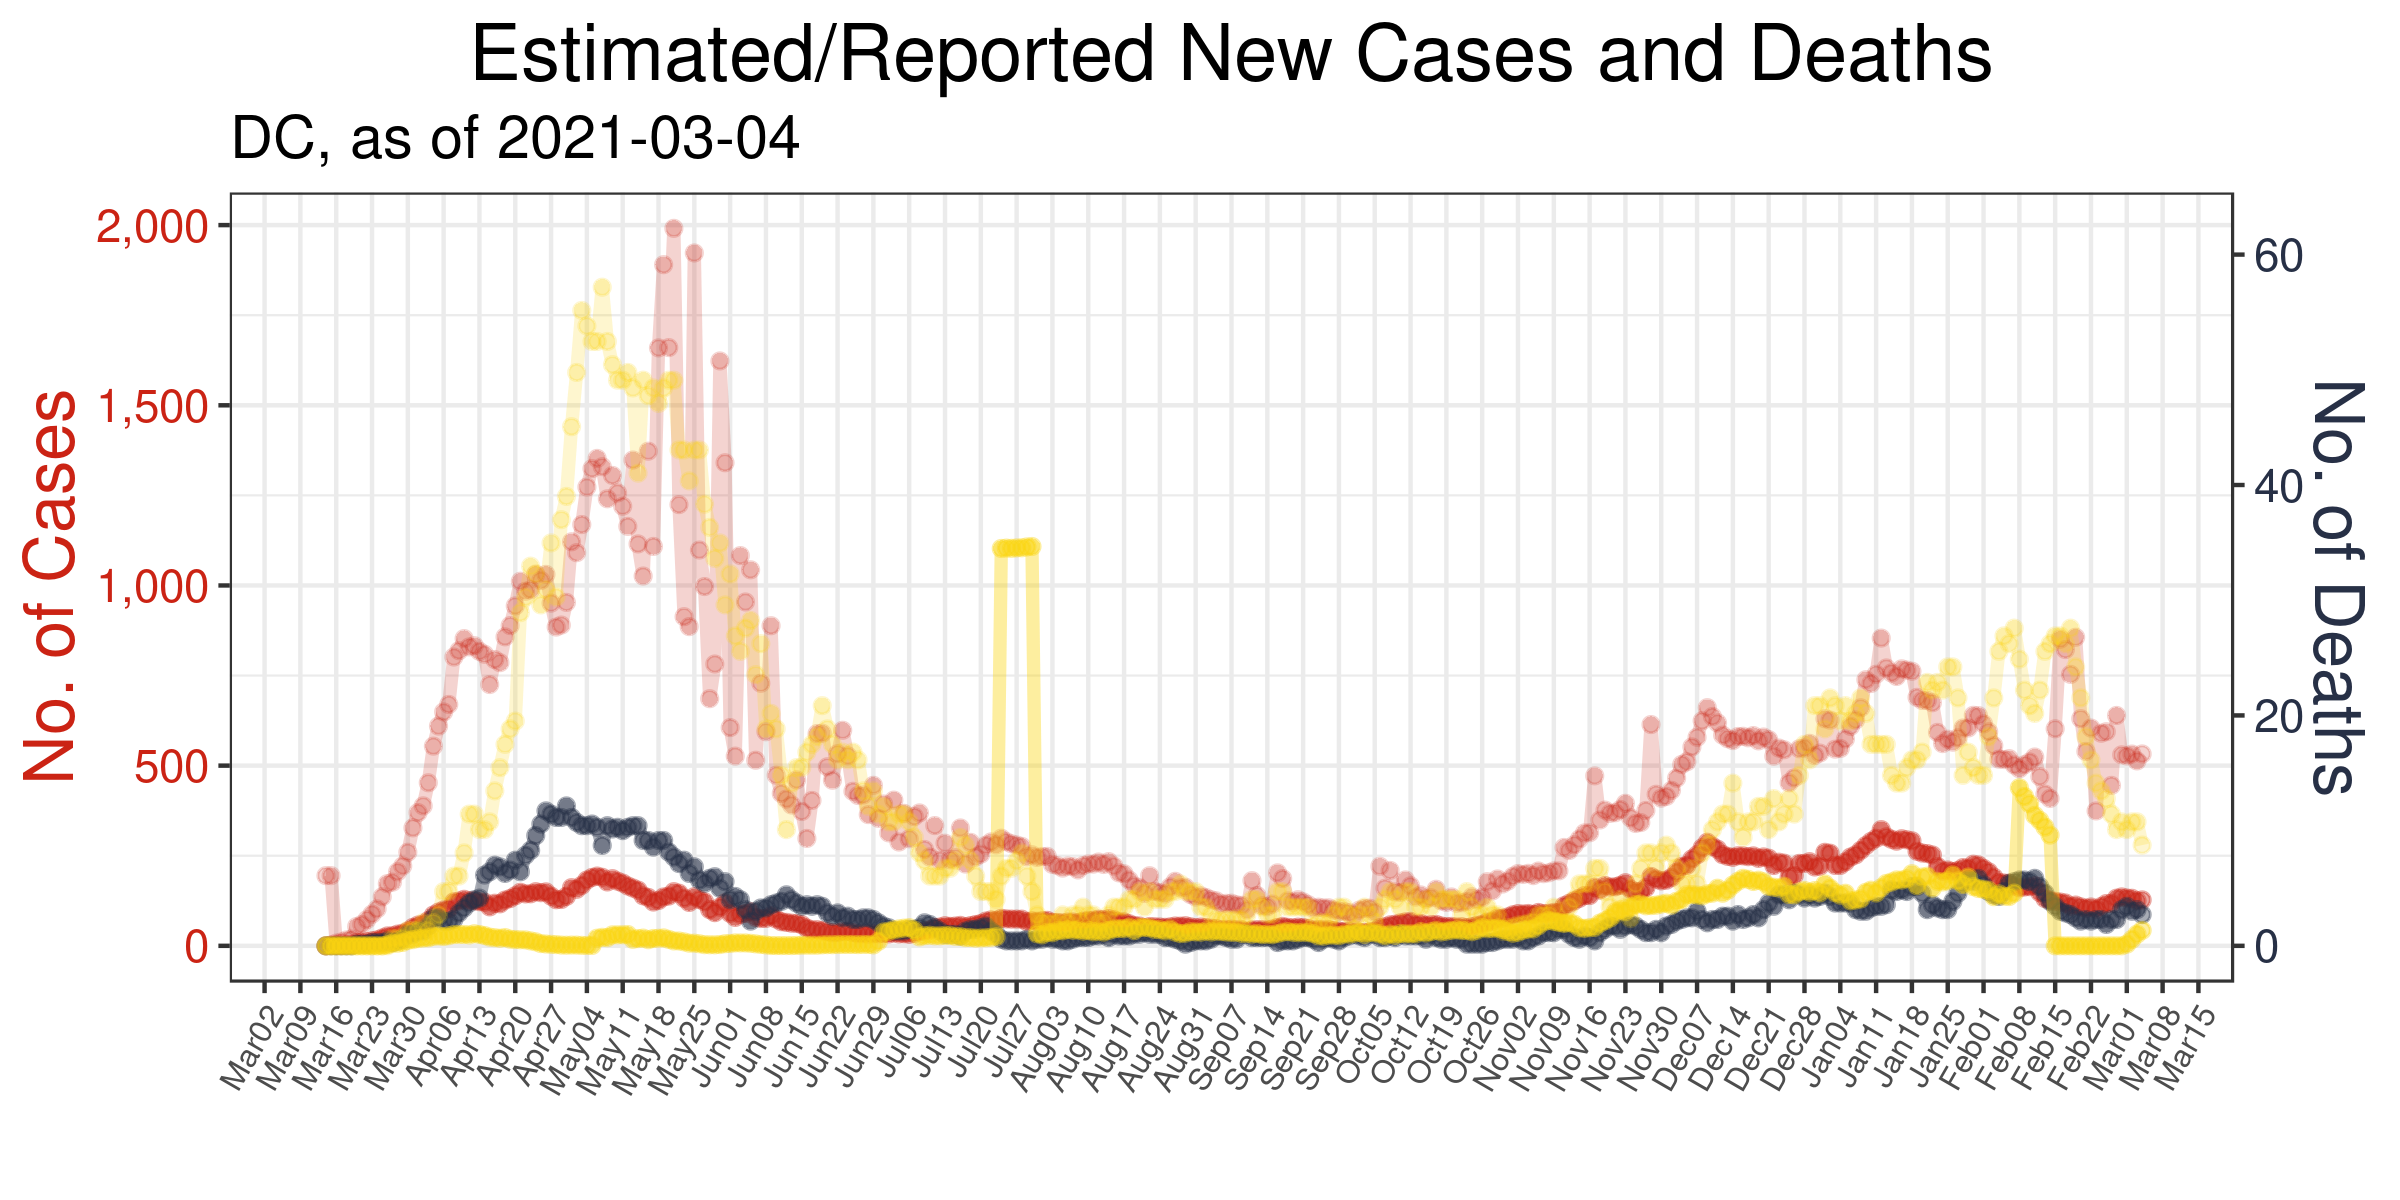 Estimated/Reported New Cases and Deaths
DC, as of 2021-03-04
No. of Cases
2,000
1,500
1,000
500
0
60
40
20
0
No. of Deaths
Mar02
Mar09
Mar16
Mar23
Mar30
Apr06
Apr13
Apr20
Apr27
May04
May11
May18
May25
Jun01
Jun08
Jun15
Jun22
Jun29
Jul06
Jul13
Jul20
Jul27
Aug03
Aug10
Aug17
Aug24
Aug31
Sep07
Sep14
Sep21
Sep28
Oct05
Oct12
Oct19
Oct26
Nov02
Nov09
Nov16
Nov23
Nov30
Dec07
Dec14
Dec21
Dec28
Jan04
Jan11
Jan18
Jan25
Feb01
Feb08
Feb15
Feb22
Mar01
Mar08
Mar15